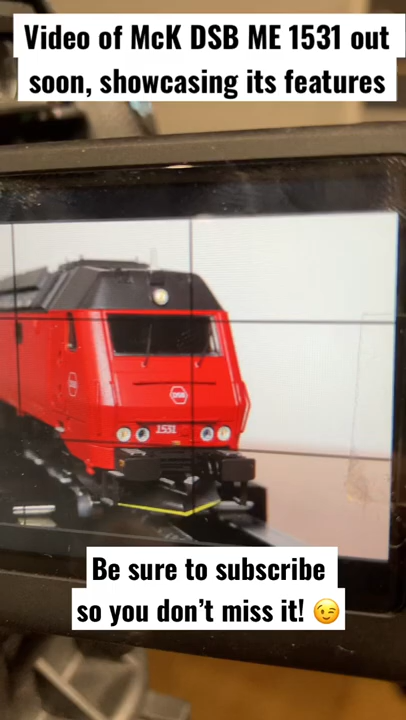 Video of McK DSB ME 1531 out
soon, showcasing its features
DSB
DSB
1531
Be sure to subscribe
so you don't miss it! 😉